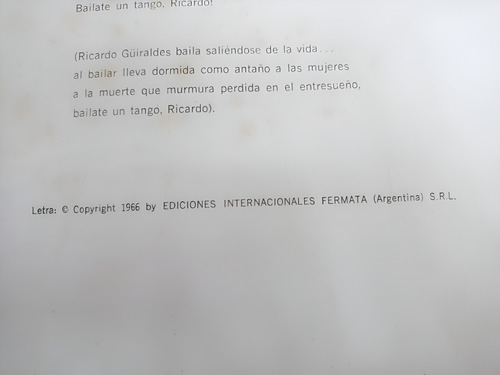 Bailate un tango, Ricardo!
(Ricardo Güiraldes baila saliéndose de la vida...
al bailar lleva dormida como antaño a las mujeres
a la muerte que murmura perdida en el entresueño,
bailate un tango, Ricardo).
Letra: © Copyright 1966 by EDICIONES INTERNACIONALES FERMATA (Argentina) S.R.L.